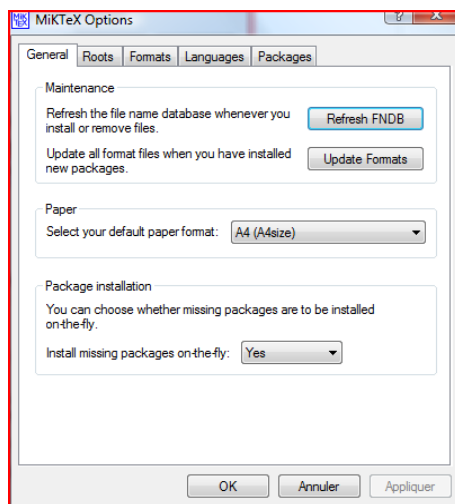 MiKTeX Options
General Roots Formats Languages Packages
Maintenance
Refresh the file name database whenever you
install or remove files.
Refresh FNDB
Update all format files when you have installed
new packages.
Update Formats
Paper
Select your default paper format: A4 (A4size)
Package installation
You can choose whether missing packages are to be installed
on-the-fly.
Install missing packages on-the-fly: Yes
OK Annuler Appliquer